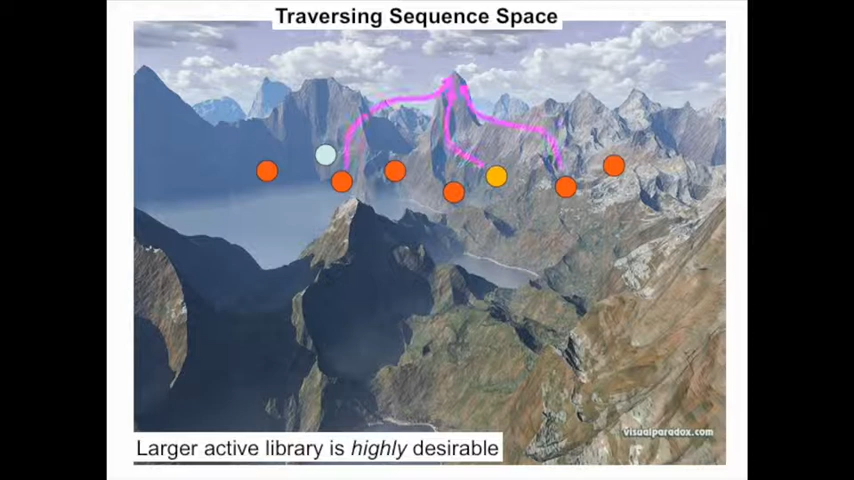 Traversing Sequence Space
visualparadox.com
Larger active library is highly desirable